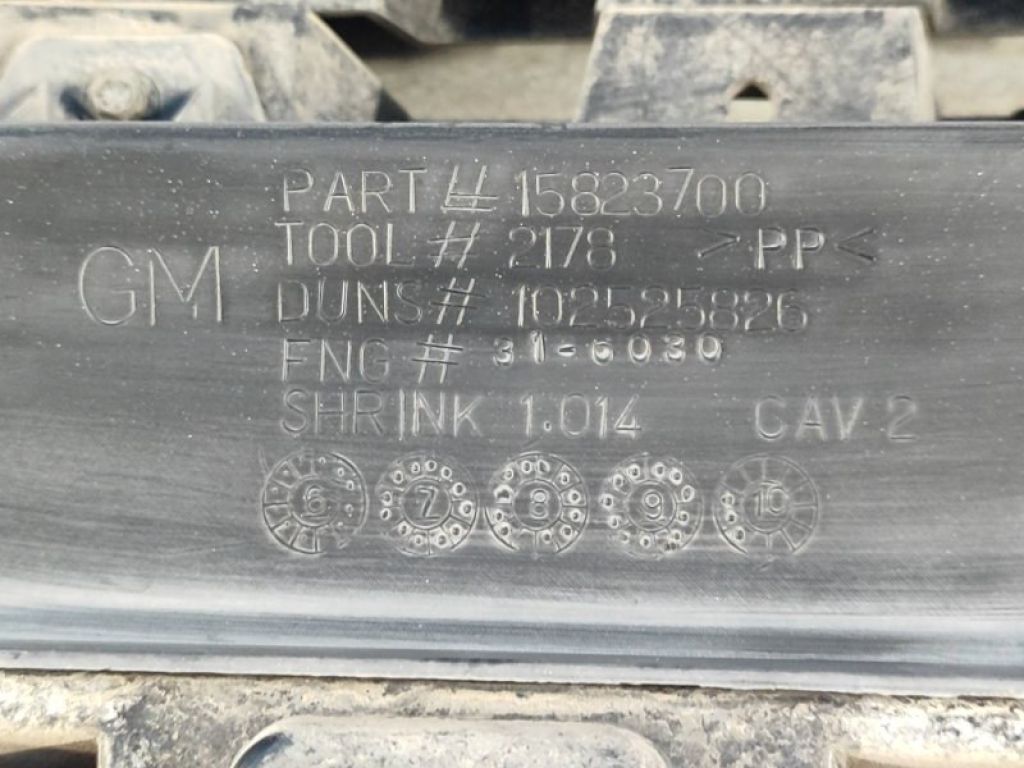 PART # 15823700
TOOL # 2178 >PP<
GM
DUNS# 102525826
ENG # 31-6030
SHRINK 1.014 CAV 2
6 7 8 9 10